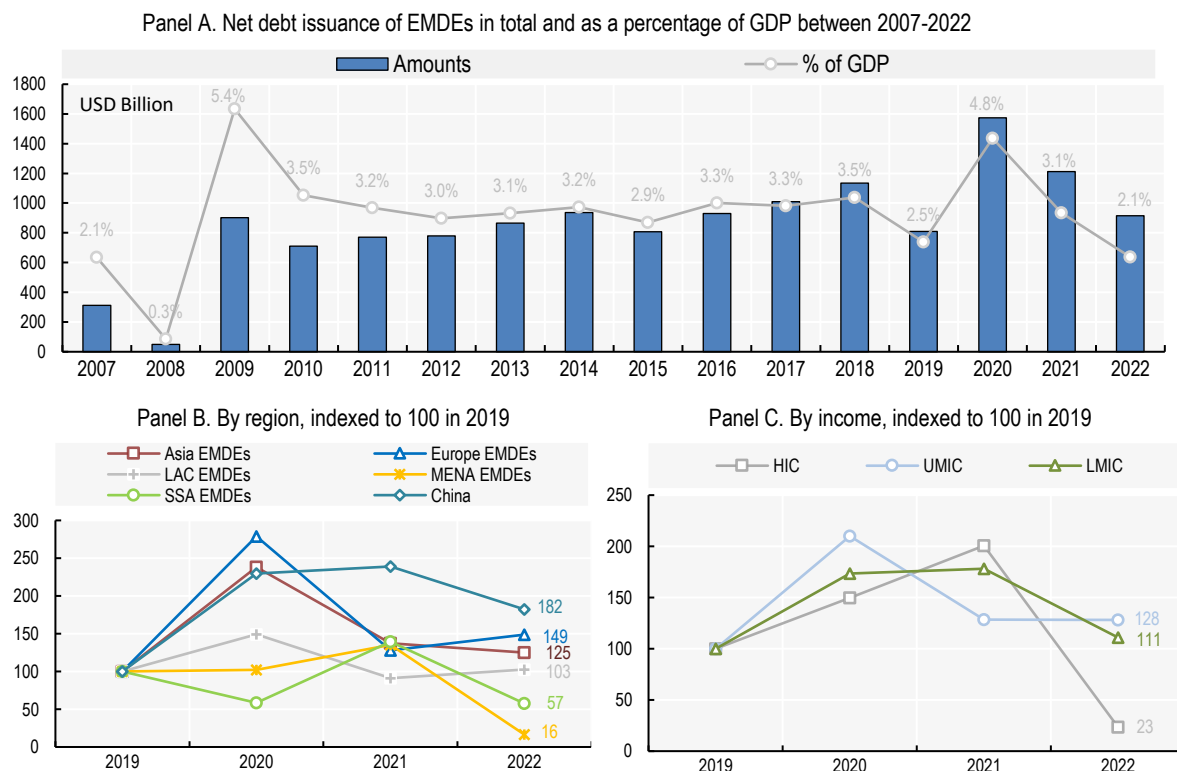 Panel A. Net debt issuance of EMDEs in total and as a percentage of GDP between 2007-2022
Amounts % of GDP
USD Billion
1800
1600
1400
1200
1000
800
600
400
200
0
2.1% 0.3% 5.4% 3.5% 3.2% 3.0% 3.1% 3.2% 2.9% 3.3% 3.3% 3.5% 2.5% 4.8% 3.1% 2.1%
2007 2008 2009 2010 2011 2012 2013 2014 2015 2016 2017 2018 2019 2020 2021 2022
Panel B. By region, indexed to 100 in 2019
Asia EMDEs Europe EMDEs
LAC EMDEs MENA EMDEs
SSA EMDEs China
300
250
200
150
100
50
0
182
149
125
103
57
16
2019 2020 2021 2022
Panel C. By income, indexed to 100 in 2019
HIC UMIC LMIC
250
200
150
100
50
0
128
111
23
2019 2020 2021 2022